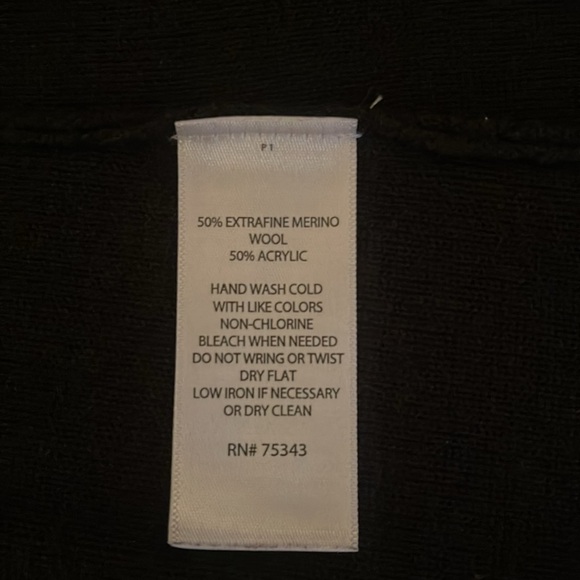 P1
50% EXTRAFINE MERINO
WOOL
50% ACRYLIC
HAND WASH COLD
WITH LIKE COLORS
NON-CHLORINE
BLEACH WHEN NEEDED
DO NOT WRING OR TWIST
DRY FLAT
LOW IRON IF NECESSARY
OR DRY CLEAN
RN# 75343